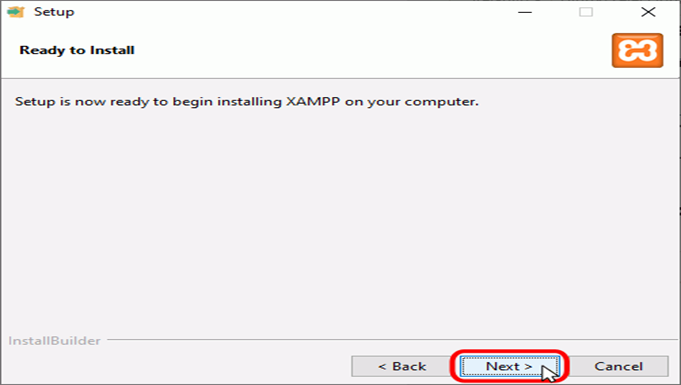 Setup
Ready to Install
Setup is now ready to begin installing XAMPP on your computer.
InstallBuilder
< Back
Next >
Cancel